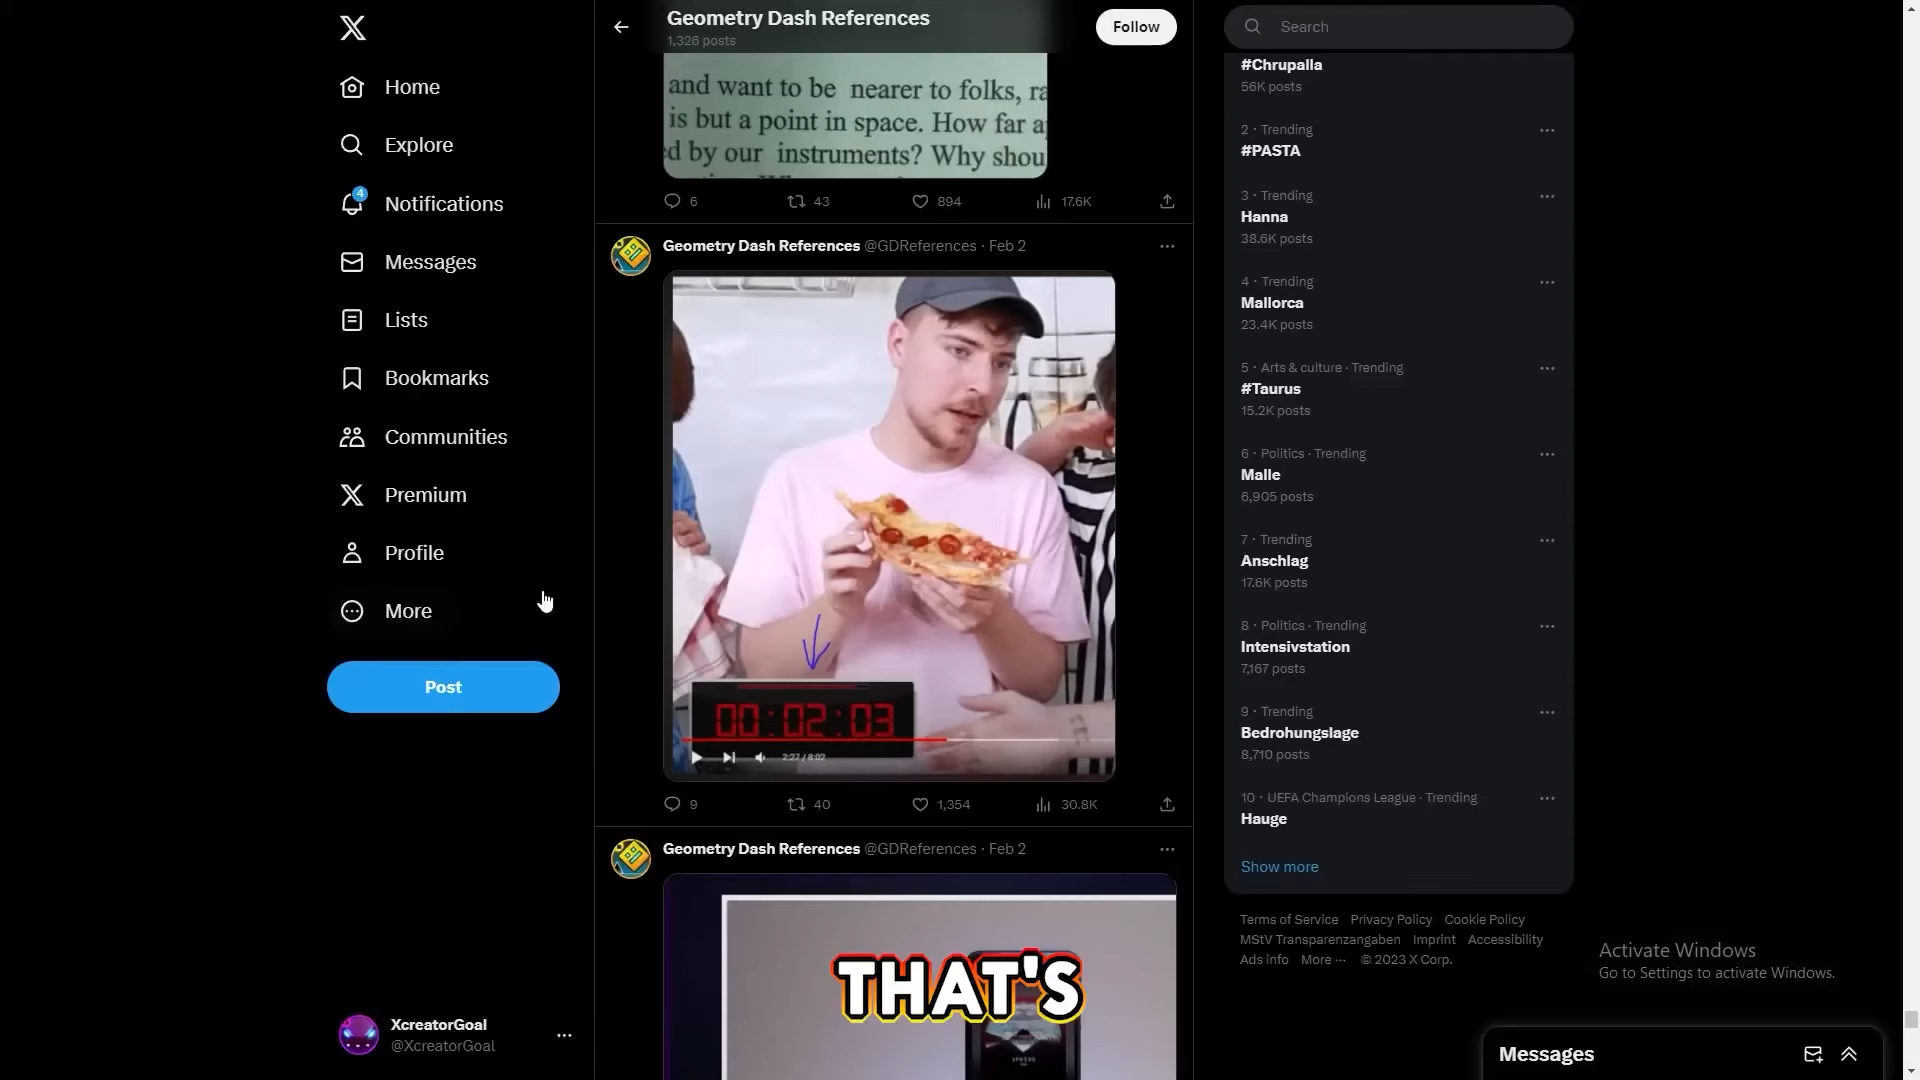 Home
Explore
4
Notifications
Messages
Lists
Bookmarks
Communities
Premium
Profile
More
Post
XcreatorGoal
@XcreatorGoal
Geometry Dash References
1,326 posts
Follow
and want to be nearer to folks, ra
is but a point in space. How far a
d by our instruments? Why shou
6
43
894
17.6K
Geometry Dash References @GDReferences · Feb 2
00:02:03
2:27 / 8:02
9
40
1,354
30.8K
Geometry Dash References @GDReferences · Feb 2
THAT'S
SPHERE
Search
#Chrupalla
56K posts
2 · Trending
#PASTA
3 · Trending
Hanna
38.6K posts
4 · Trending
Mallorca
23.4K posts
5 · Arts & culture · Trending
#Taurus
15.2K posts
6 · Politics · Trending
Malle
6,905 posts
7 · Trending
Anschlag
17.6K posts
8 · Politics · Trending
Intensivstation
7,167 posts
9 · Trending
Bedrohungslage
8,710 posts
10 · UEFA Champions League · Trending
Hauge
Show more
Terms of Service Privacy Policy Cookie Policy
MStV Transparenzangaben Imprint Accessibility
Ads info More ··· © 2023 X Corp.
Activate Windows
Go to Settings to activate Windows.
Messages